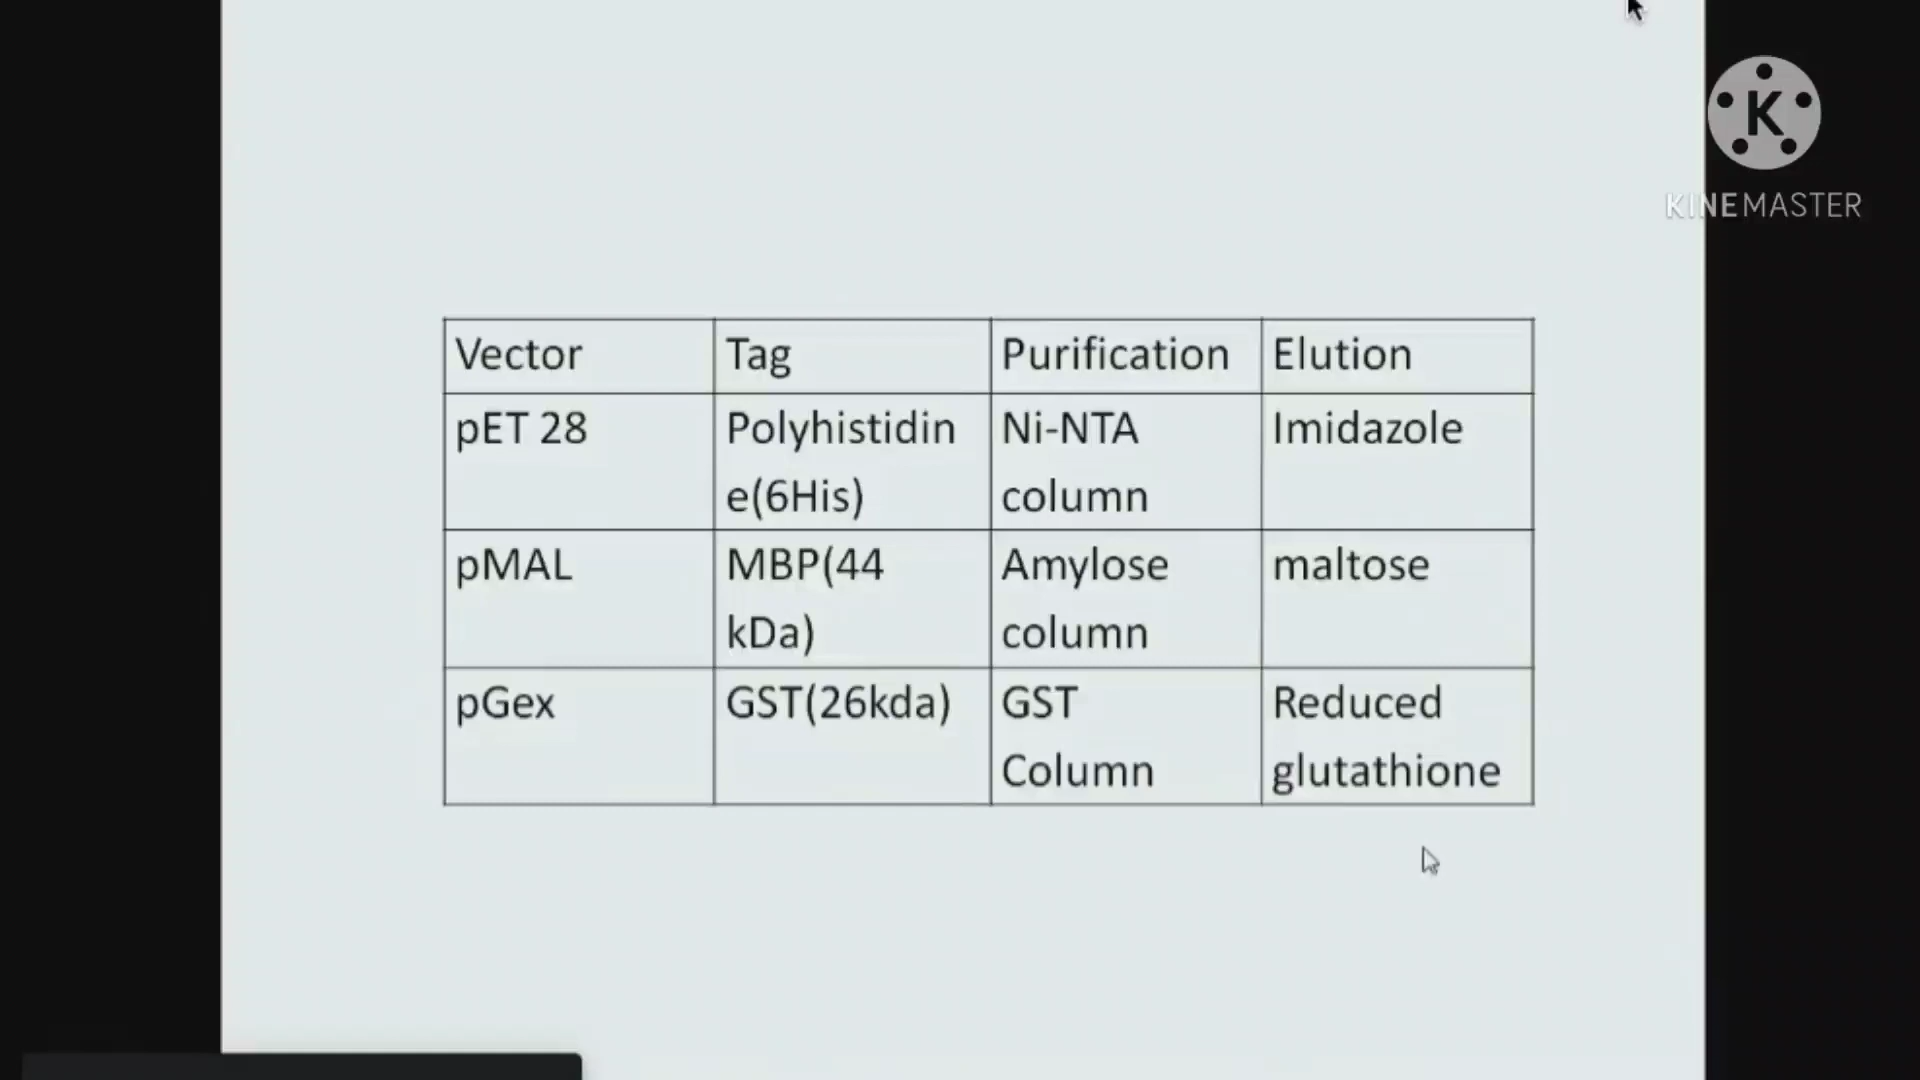 KINEMASTER
Vector Tag Purification Elution
pET 28 Polyhistidin Ni-NTA Imidazole
e(6His) column
pMAL MBP(44 Amylose maltose
kDa) column
pGex GST(26kda) GST Reduced
Column glutathione